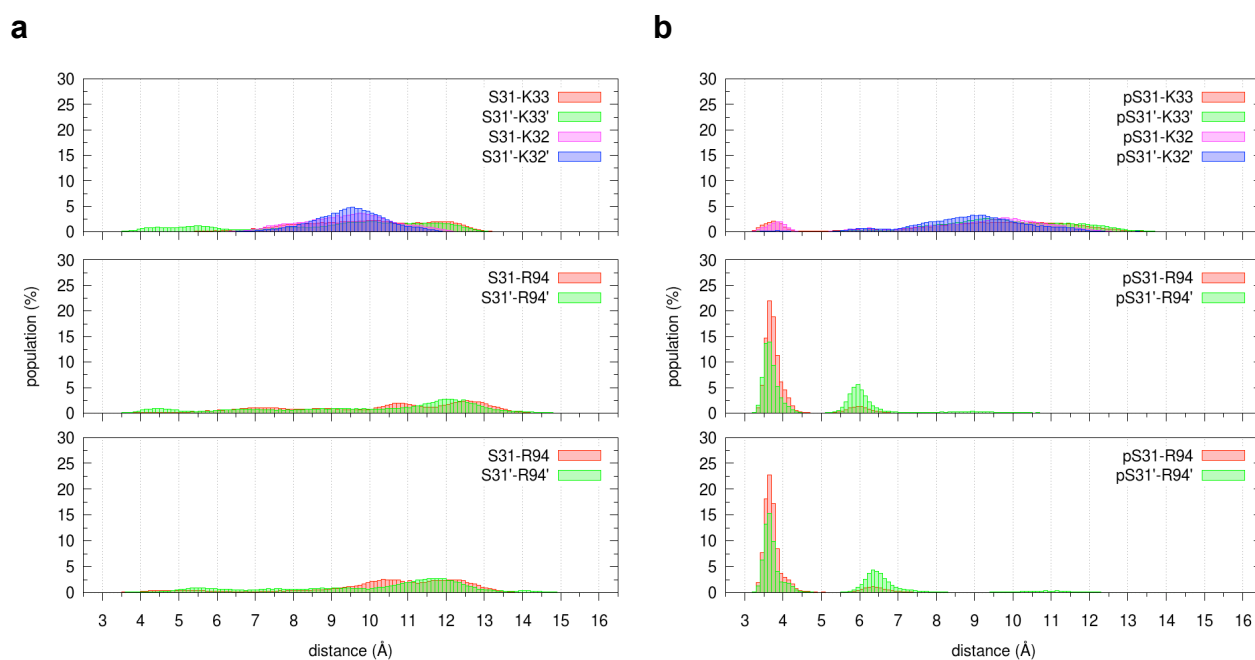 a
30
25
20
15
10
5
0
S31-K33
S31'-K33'
S31-K32
S31'-K32'
30
25
20
15
10
5
0
S31-R94
S31'-R94'
30
25
20
15
10
5
0
S31-R94
S31'-R94'
population (%)
3 4 5 6 7 8 9 10 11 12 13 14 15 16
distance (Å)
b
30
25
20
15
10
5
0
pS31-K33
pS31'-K33'
pS31-K32
pS31'-K32'
30
25
20
15
10
5
0
pS31-R94
pS31'-R94'
30
25
20
15
10
5
0
pS31-R94
pS31'-R94'
population (%)
3 4 5 6 7 8 9 10 11 12 13 14 15 16
distance (Å)